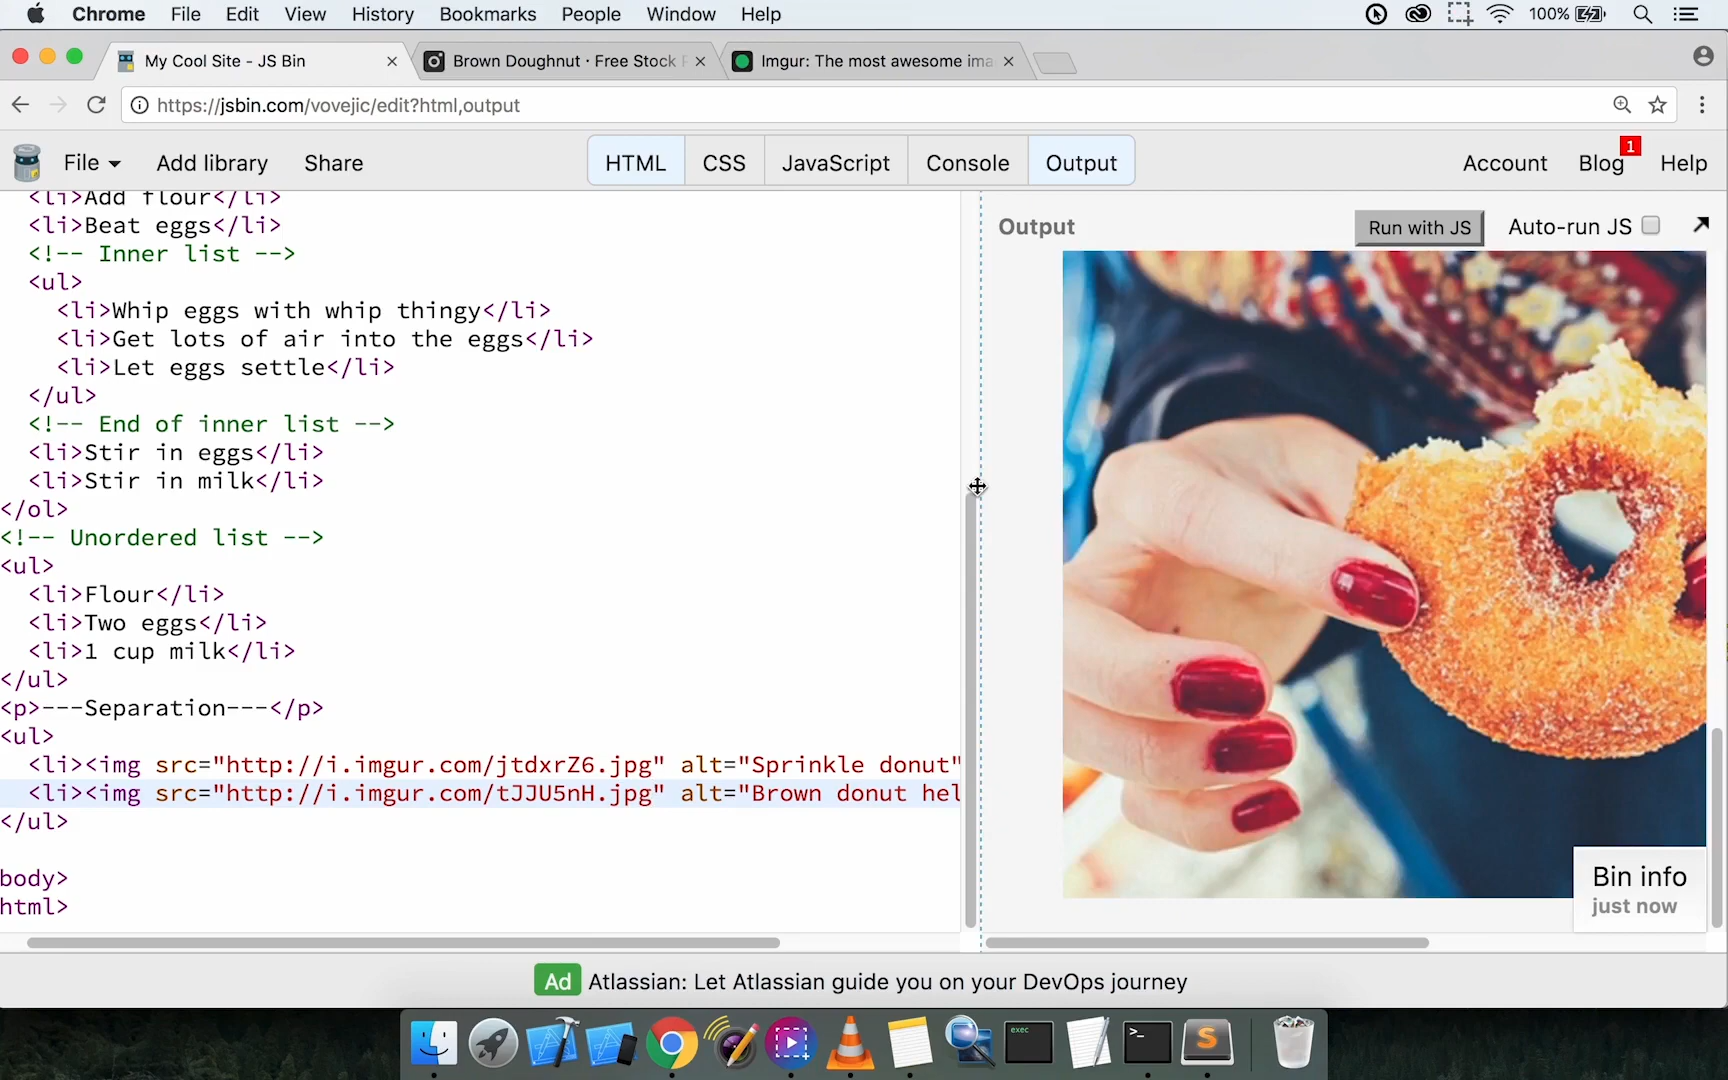 Chrome File Edit View History Bookmarks People Window Help 100%
My Cool Site - JS Bin
Brown Doughnut · Free Stock P
Imgur: The most awesome ima
https://jsbin.com/vovejic/edit?html,output
File Add library Share HTML CSS JavaScript Console Output Account Blog 1 Help
<li>Add flour</li>
<li>Beat eggs</li>
<!-- Inner list -->
<ul>
<li>Whip eggs with whip thingy</li>
<li>Get lots of air into the eggs</li>
<li>Let eggs settle</li>
</ul>
<!-- End of inner list -->
<li>Stir in eggs</li>
<li>Stir in milk</li>
</ol>
<!-- Unordered list -->
<ul>
<li>Flour</li>
<li>Two eggs</li>
<li>1 cup milk</li>
</ul>
<p>---Separation---</p>
<ul>
<li><img src="http://i.imgur.com/jtdxrZ6.jpg" alt="Sprinkle donut"
<li><img src="http://i.imgur.com/tJJU5nH.jpg" alt="Brown donut hel
</ul>
body>
html>
Output Run with JS Auto-run JS
Bin info
just now
Ad Atlassian: Let Atlassian guide you on your DevOps journey
exec
>_
S